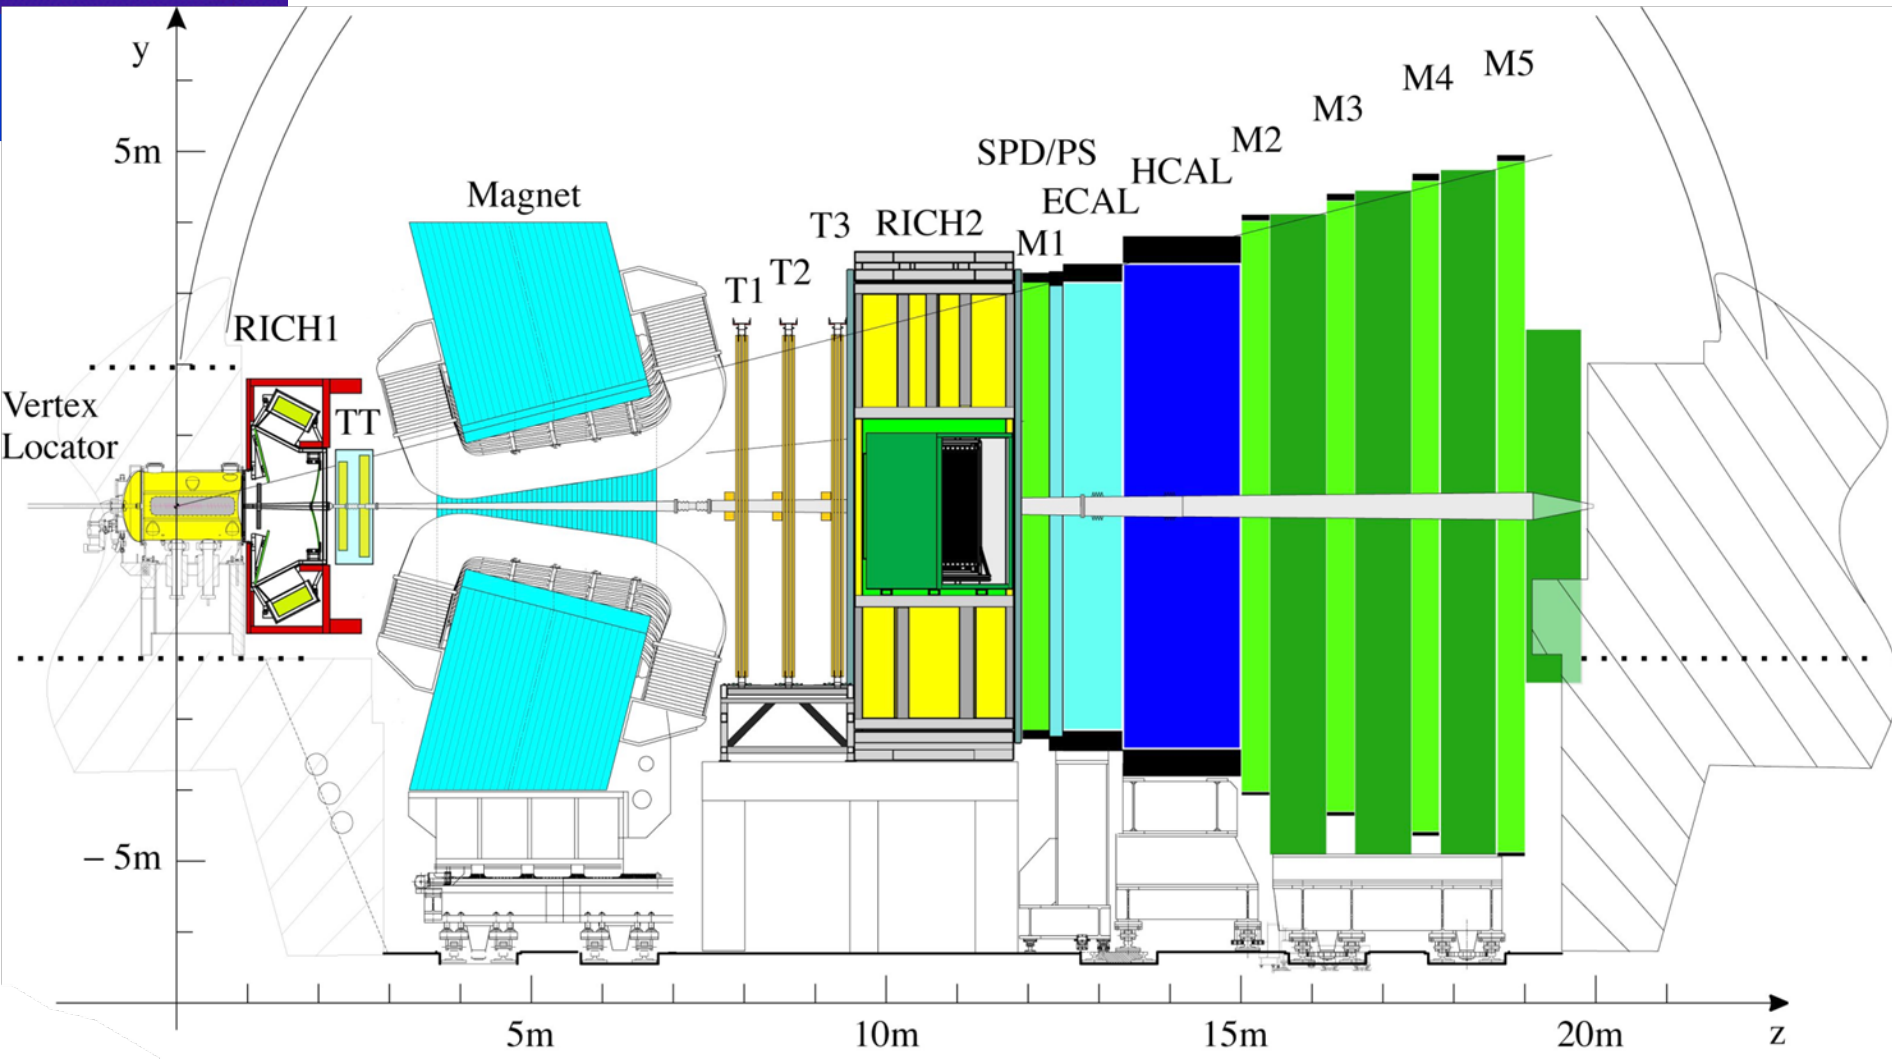 y
5m
Magnet
RICH1
Vertex
Locator
TT
T1
T2
T3
RICH2
M1
SPD/PS
ECAL
HCAL
M2
M3
M4
M5
− 5m
5m
10m
15m
20m
z